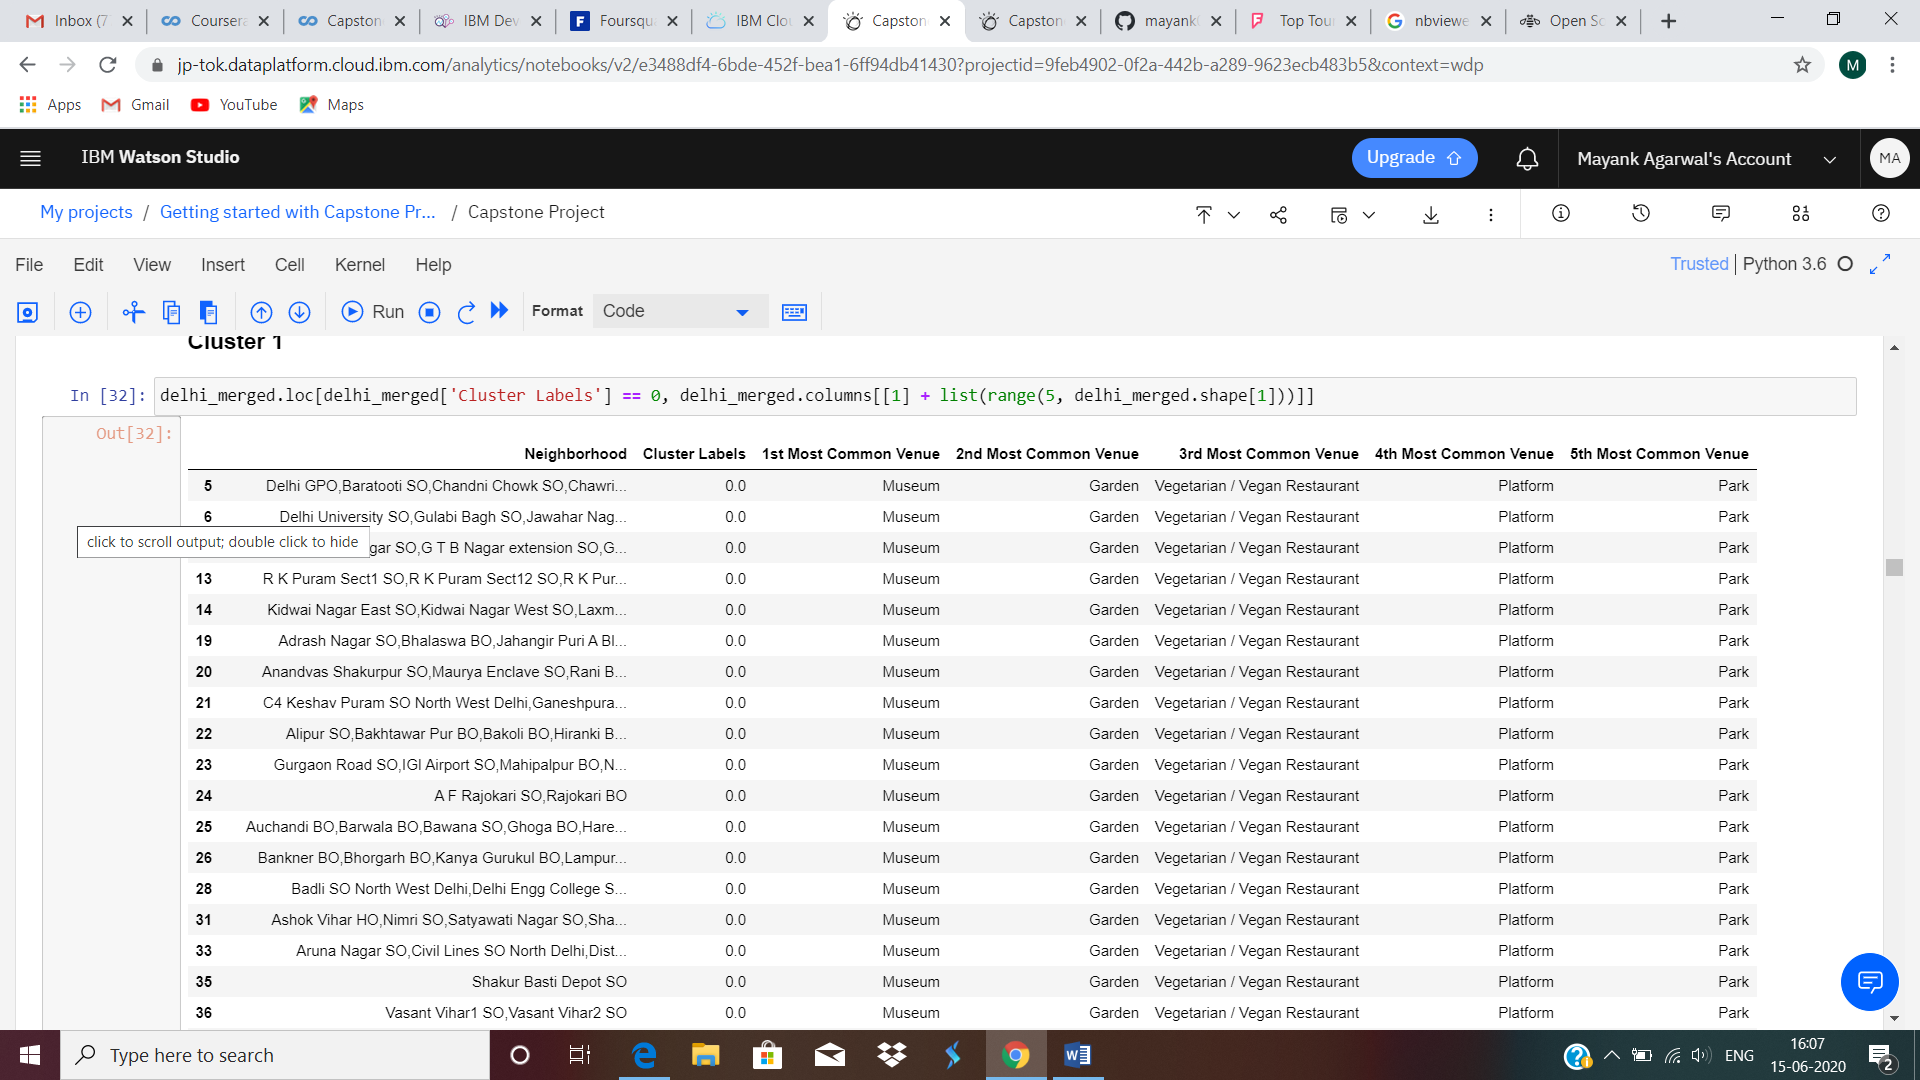 Inbox (7
Coursera
Capston
IBM Dev
Foursqua
IBM Clou
Capston
Capston
mayank
Top Tour
nbviewe
Open So
jp-tok.dataplatform.cloud.ibm.com/analytics/notebooks/v2/e3488df4-6bde-452f-bea1-6ff94db41430?projectid=9feb4902-0f2a-442b-a289-9623ecb483b5&context=wdp
M
Apps Gmail YouTube Maps
IBM Watson Studio
Upgrade
Mayank Agarwal's Account
MA
My projects / Getting started with Capstone Pr... / Capstone Project
File Edit View Insert Cell Kernel Help
Trusted | Python 3.6
Run
Format Code
Cluster 1
In [32]: delhi_merged.loc[delhi_merged['Cluster Labels'] == 0, delhi_merged.columns[[1] + list(range(5, delhi_merged.shape[1]))]]
Out[32]:
Neighborhood Cluster Labels 1st Most Common Venue 2nd Most Common Venue 3rd Most Common Venue 4th Most Common Venue 5th Most Common Venue
5 Delhi GPO,Baratooti SO,Chandni Chowk SO,Chawri... 0.0 Museum Garden Vegetarian / Vegan Restaurant Platform Park
6 Delhi University SO,Gulabi Bagh SO,Jawahar Nag... 0.0 Museum Garden Vegetarian / Vegan Restaurant Platform Park
click to scroll output; double click to hide
gar SO,G T B Nagar extension SO,G... 0.0 Museum Garden Vegetarian / Vegan Restaurant Platform Park
13 R K Puram Sect1 SO,R K Puram Sect12 SO,R K Pur... 0.0 Museum Garden Vegetarian / Vegan Restaurant Platform Park
14 Kidwai Nagar East SO,Kidwai Nagar West SO,Laxm... 0.0 Museum Garden Vegetarian / Vegan Restaurant Platform Park
19 Adrash Nagar SO,Bhalaswa BO,Jahangir Puri A Bl... 0.0 Museum Garden Vegetarian / Vegan Restaurant Platform Park
20 Anandvas Shakurpur SO,Maurya Enclave SO,Rani B... 0.0 Museum Garden Vegetarian / Vegan Restaurant Platform Park
21 C4 Keshav Puram SO North West Delhi,Ganeshpura... 0.0 Museum Garden Vegetarian / Vegan Restaurant Platform Park
22 Alipur SO,Bakhtawar Pur BO,Bakoli BO,Hiranki B... 0.0 Museum Garden Vegetarian / Vegan Restaurant Platform Park
23 Gurgaon Road SO,IGI Airport SO,Mahipalpur BO,N... 0.0 Museum Garden Vegetarian / Vegan Restaurant Platform Park
24 A F Rajokari SO,Rajokari BO 0.0 Museum Garden Vegetarian / Vegan Restaurant Platform Park
25 Auchandi BO,Barwala BO,Bawana SO,Ghoga BO,Hare... 0.0 Museum Garden Vegetarian / Vegan Restaurant Platform Park
26 Bankner BO,Bhorgarh BO,Kanya Gurukul BO,Lampur... 0.0 Museum Garden Vegetarian / Vegan Restaurant Platform Park
28 Badli SO North West Delhi,Delhi Engg College S... 0.0 Museum Garden Vegetarian / Vegan Restaurant Platform Park
31 Ashok Vihar HO,Nimri SO,Satyawati Nagar SO,Sha... 0.0 Museum Garden Vegetarian / Vegan Restaurant Platform Park
33 Aruna Nagar SO,Civil Lines SO North Delhi,Dist... 0.0 Museum Garden Vegetarian / Vegan Restaurant Platform Park
35 Shakur Basti Depot SO 0.0 Museum Garden Vegetarian / Vegan Restaurant Platform Park
36 Vasant Vihar1 SO,Vasant Vihar2 SO 0.0 Museum Garden Vegetarian / Vegan Restaurant Platform Park
Type here to search
ENG
16:07
15-06-2020
2